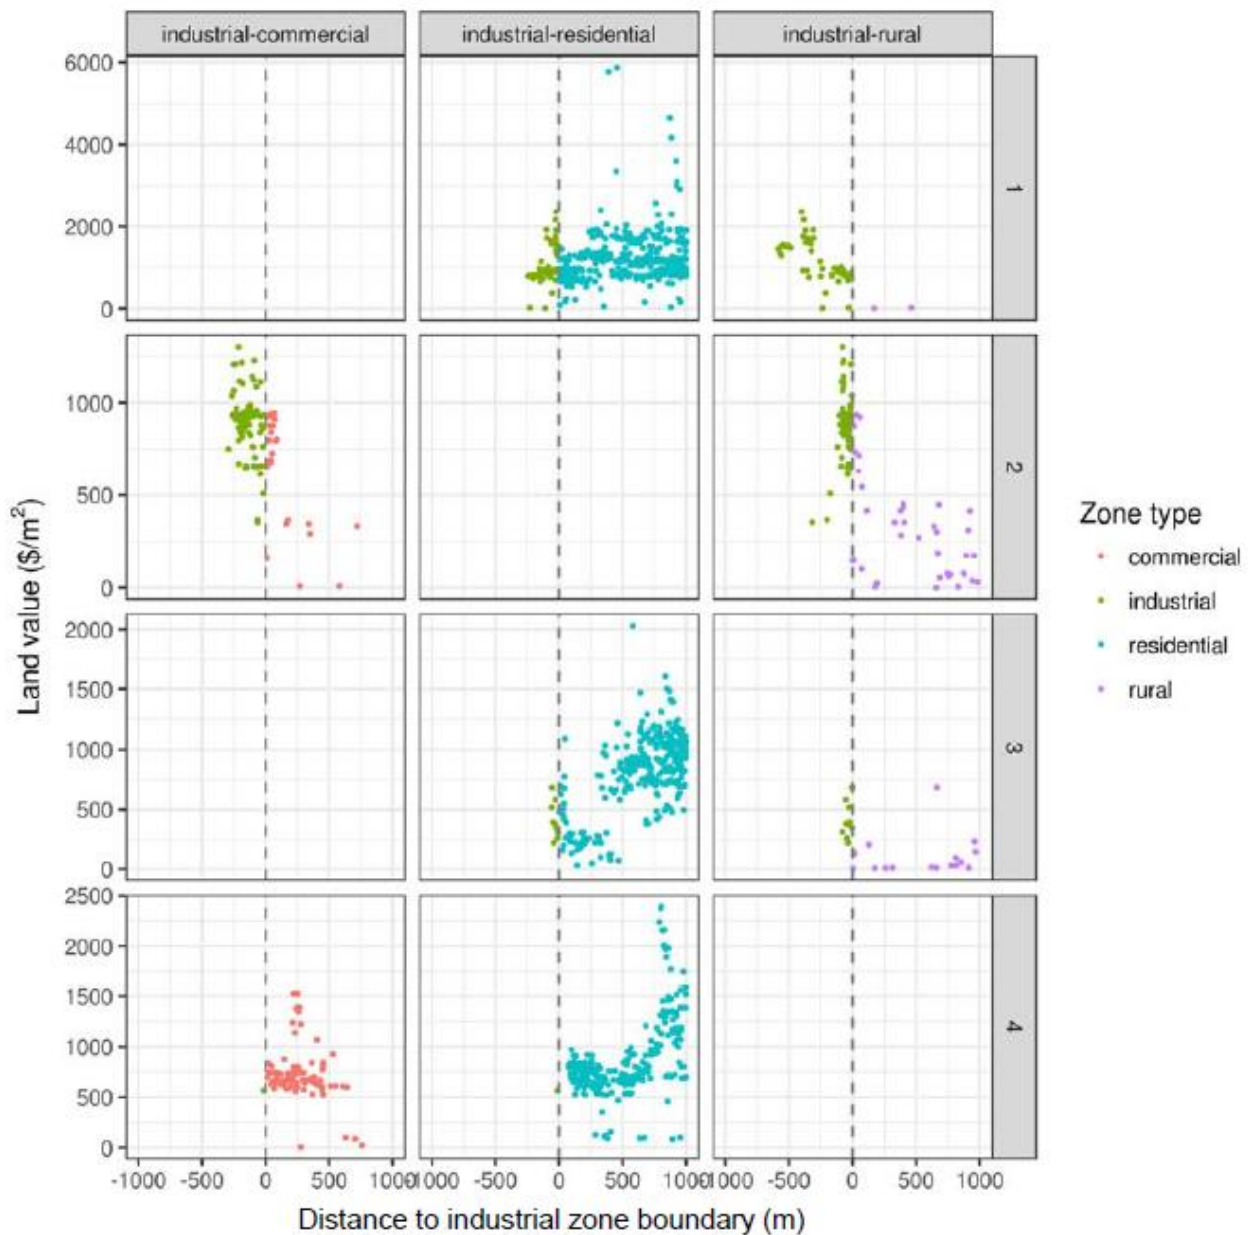 industrial-commercial industrial-residential industrial-rural
6000
4000
2000
0
1
1000
500
0
2
2000
1500
1000
500
0
3
2500
2000
1500
1000
500
0
4
-1000 -500 0 500 1000 -1000 -500 0 500 1000 -1000 -500 0 500 1000
Distance to industrial zone boundary (m)
Land value ($/m²)
Zone type
commercial
industrial
residential
rural